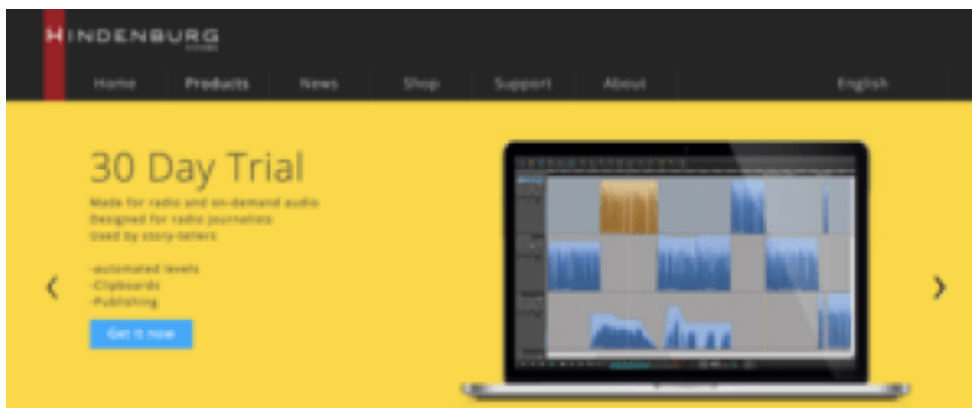 HINDENBURG
Home Products News Shop Support About English
30 Day Trial
Made for radio and on-demand audio
Designed for radio journalists
Used by story-tellers
-automated levels
-Clipboards
-Publishing
Get it now